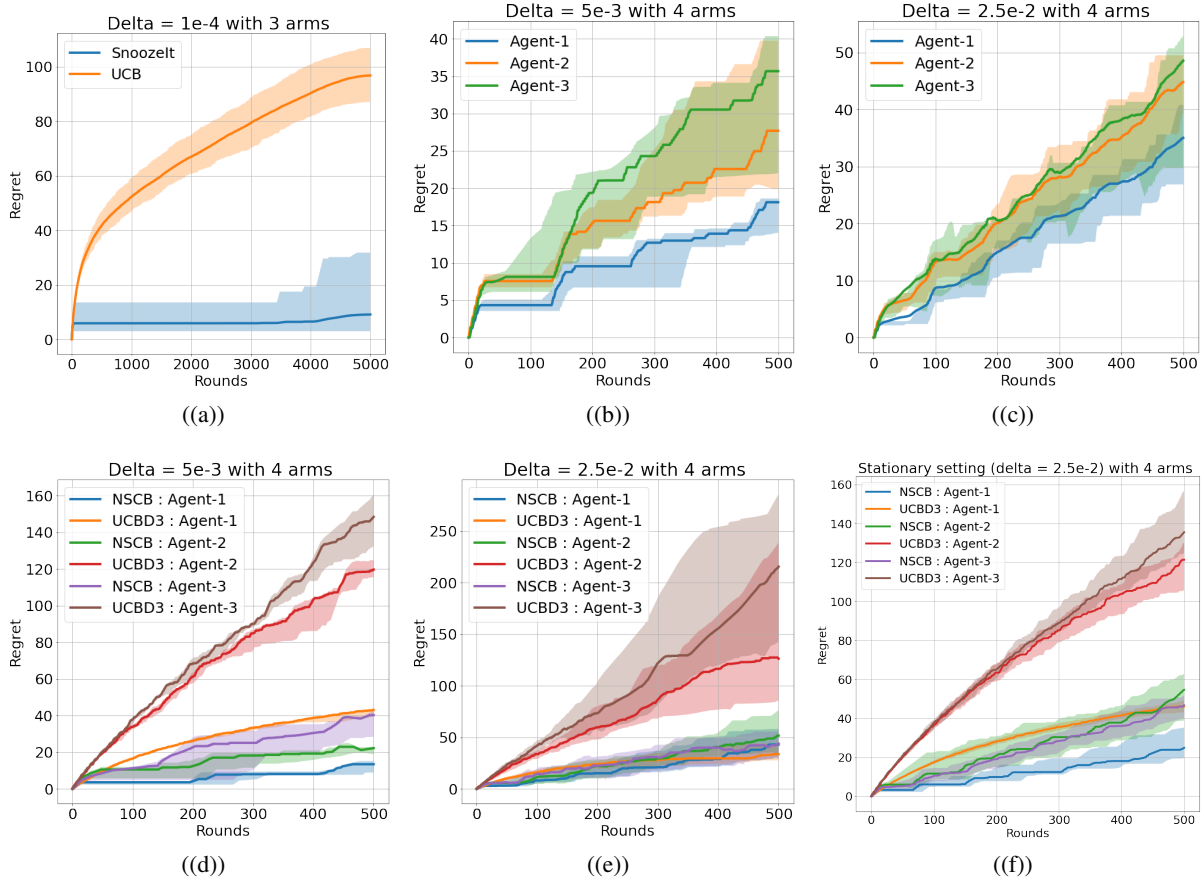 Delta = 1e-4 with 3 arms
SnoozeIt
UCB
Regret
100
80
60
40
20
0
0 1000 2000 3000 4000 5000
Rounds
((a))
Delta = 5e-3 with 4 arms
Agent-1
Agent-2
Agent-3
Regret
40
35
30
25
20
15
10
5
0
0 100 200 300 400 500
Rounds
((b))
Delta = 2.5e-2 with 4 arms
Agent-1
Agent-2
Agent-3
Regret
50
40
30
20
10
0
0 100 200 300 400 500
Rounds
((c))
Delta = 5e-3 with 4 arms
NSCB : Agent-1
UCBD3 : Agent-1
NSCB : Agent-2
UCBD3 : Agent-2
NSCB : Agent-3
UCBD3 : Agent-3
Regret
160
140
120
100
80
60
40
20
0
0 100 200 300 400 500
Rounds
((d))
Delta = 2.5e-2 with 4 arms
NSCB : Agent-1
UCBD3 : Agent-1
NSCB : Agent-2
UCBD3 : Agent-2
NSCB : Agent-3
UCBD3 : Agent-3
Regret
250
200
150
100
50
0
0 100 200 300 400 500
Rounds
((e))
Stationary setting (delta = 2.5e-2) with 4 arms
NSCB : Agent-1
UCBD3 : Agent-1
NSCB : Agent-2
UCBD3 : Agent-2
NSCB : Agent-3
UCBD3 : Agent-3
Regret
160
140
120
100
80
60
40
20
0
0 100 200 300 400 500
Rounds
((f))